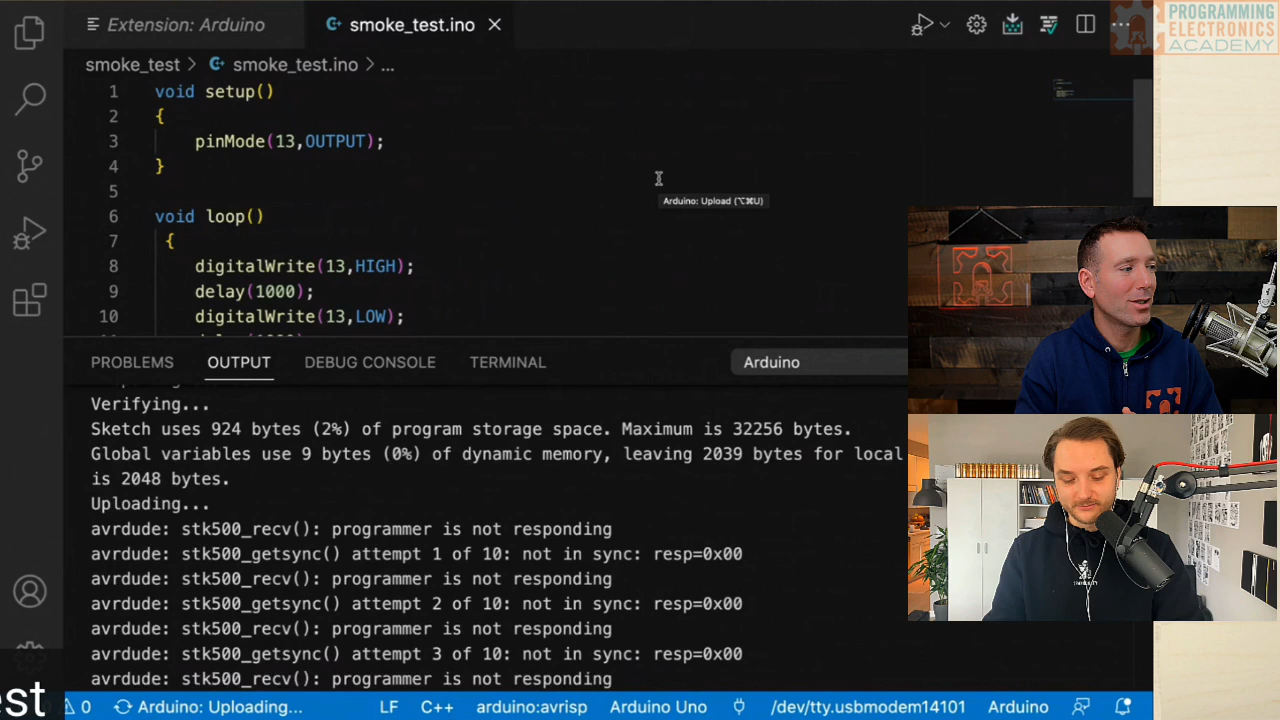 Extension: Arduino
smoke_test.ino
PROGRAMMING
ELECTRONICS
ACADEMY
smoke_test > smoke_test.ino > ...
1 void setup()
2 {
3 pinMode(13,OUTPUT);
4 }
5
Arduino: Upload (⌥⌘U)
6 void loop()
7 {
8 digitalWrite(13,HIGH);
9 delay(1000);
10 digitalWrite(13,LOW);
PROBLEMS OUTPUT DEBUG CONSOLE TERMINAL Arduino
Verifying...
Sketch uses 924 bytes (2%) of program storage space. Maximum is 32256 bytes.
Global variables use 9 bytes (0%) of dynamic memory, leaving 2039 bytes for local
is 2048 bytes.
Uploading...
avrdude: stk500_recv(): programmer is not responding
avrdude: stk500_getsync() attempt 1 of 10: not in sync: resp=0x00
avrdude: stk500_recv(): programmer is not responding
avrdude: stk500_getsync() attempt 2 of 10: not in sync: resp=0x00
avrdude: stk500_recv(): programmer is not responding
avrdude: stk500_getsync() attempt 3 of 10: not in sync: resp=0x00
avrdude: stk500_recv(): programmer is not responding
est
0 Arduino: Uploading... LF C++ arduino:avrisp Arduino Uno /dev/tty.usbmodem14101 Arduino